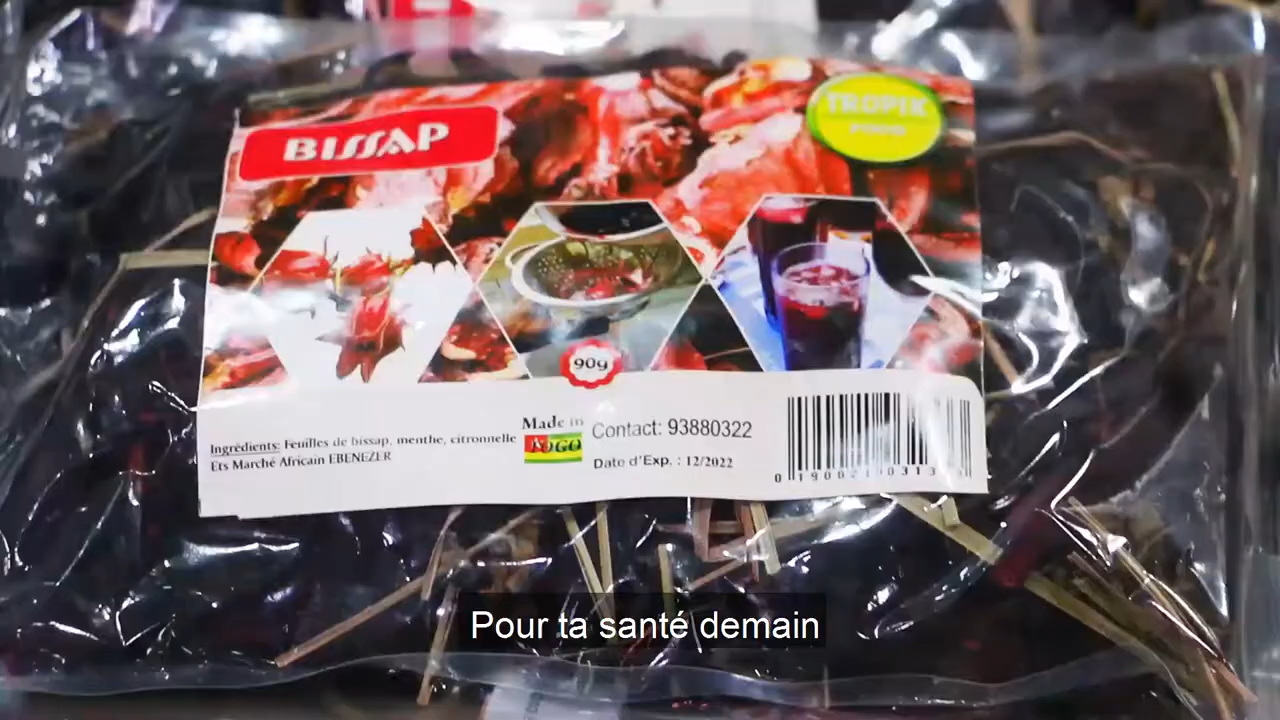 BISSAP
TROPIK
90g
Ingrédients: Feuilles de bissap, menthe, citronnelle
Ets Marché Africain EBENEZER
Made in
TOGO
Contact: 93880322
Date d'Exp. : 12/2022
Pour ta santé demain